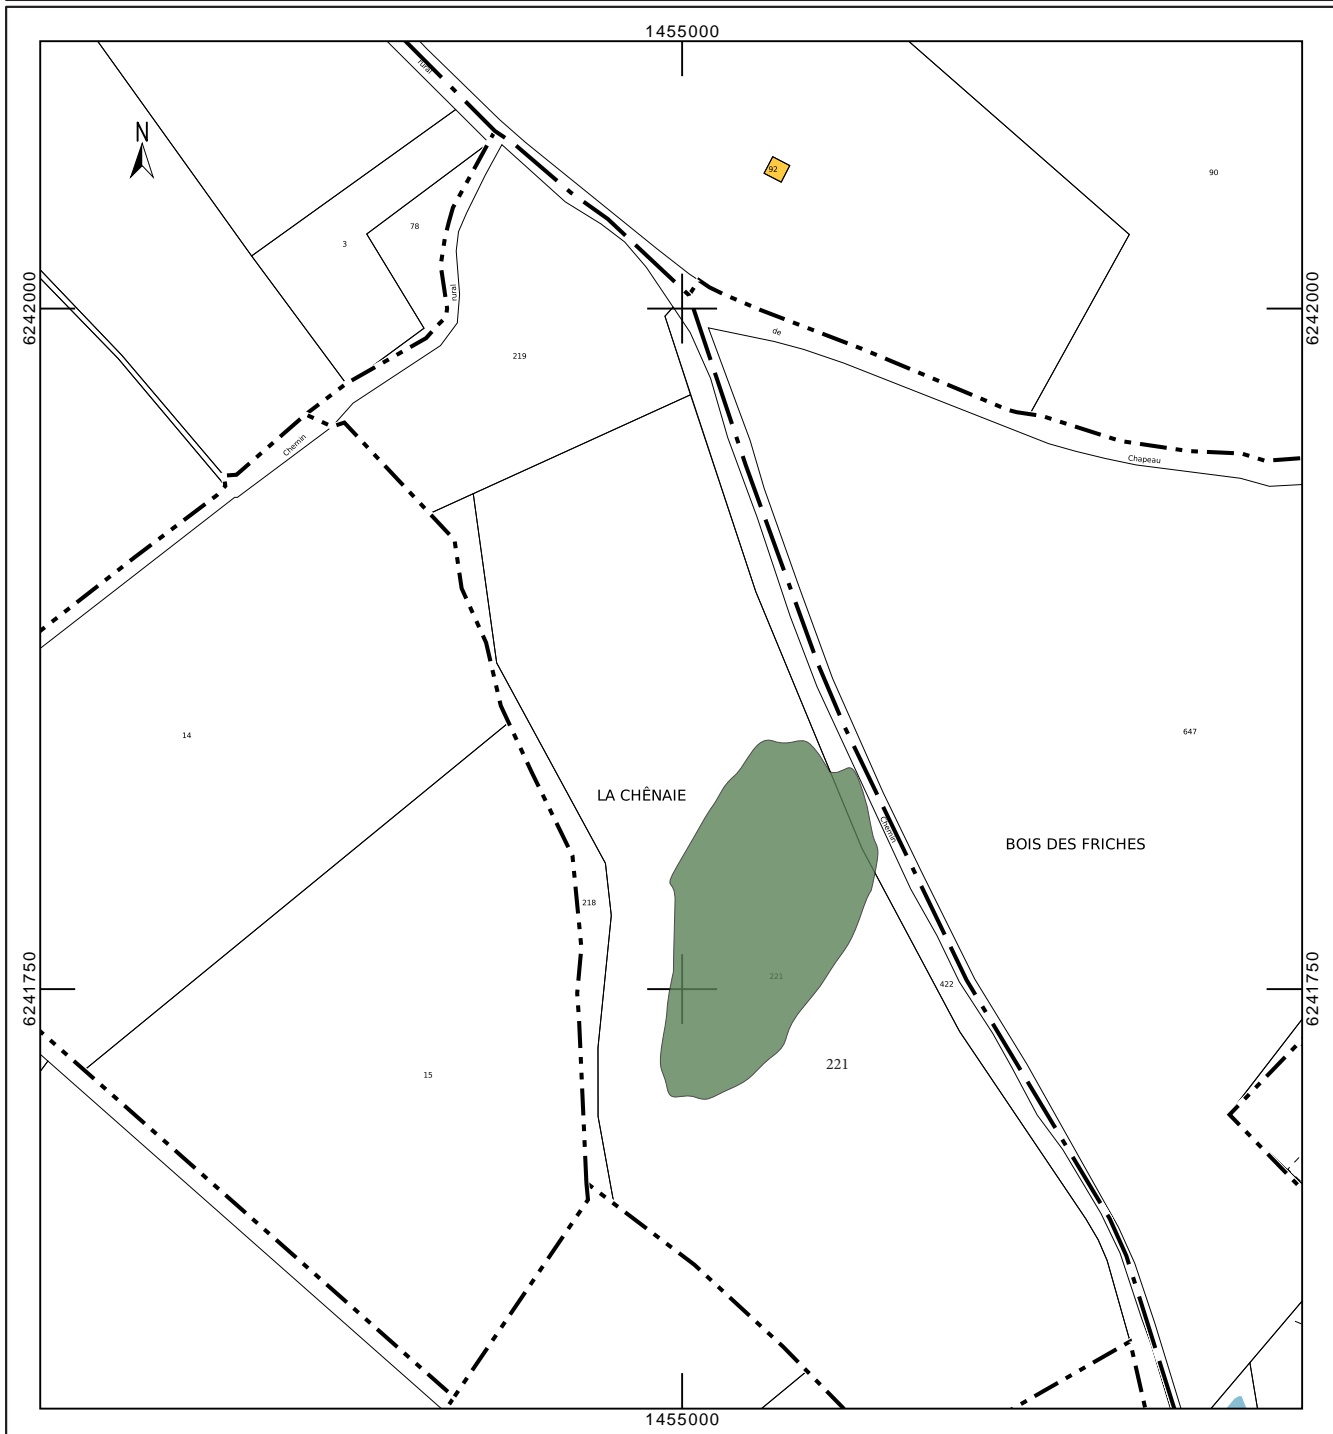 1455000
rural
N
92
90
78
3
6242000
6242000
rural
de
219
Chemin
Chapeau
647
14
LA CHÊNAIE
Chemin
BOIS DES FRICHES
218
221
422
6241750
6241750
221
15
1455000